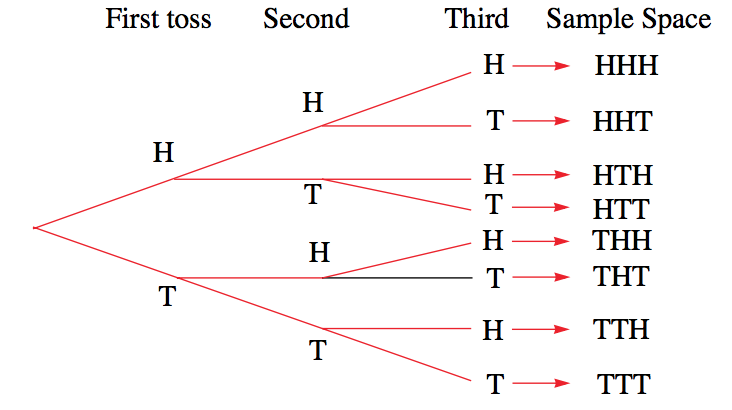 First toss Second Third Sample Space
H HHH
H
T HHT
H
H HTH
T
T HTT
H THH
H
T THT
T
H TTH
T
T TTT